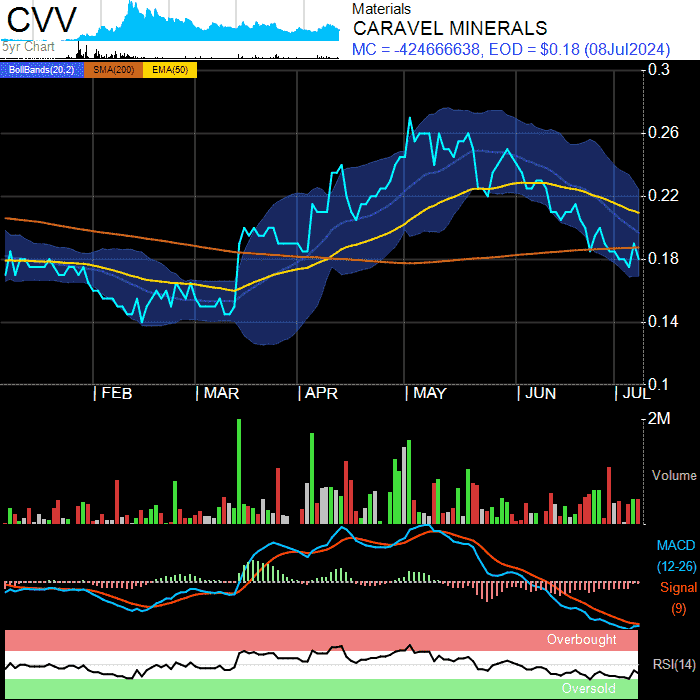 CVV
5yr Chart
Materials
CARAVEL MINERALS
MC = -424666638, EOD = $0.18 (08Jul2024)
BollBands(20,2) SMA(200) EMA(50)
0.3
0.26
0.22
0.18
0.14
0.1
| FEB | MAR | APR | MAY | JUN | JUL
2M
Volume
MACD
(12-26)
Signal
(9)
Overbought
RSI(14)
Oversold